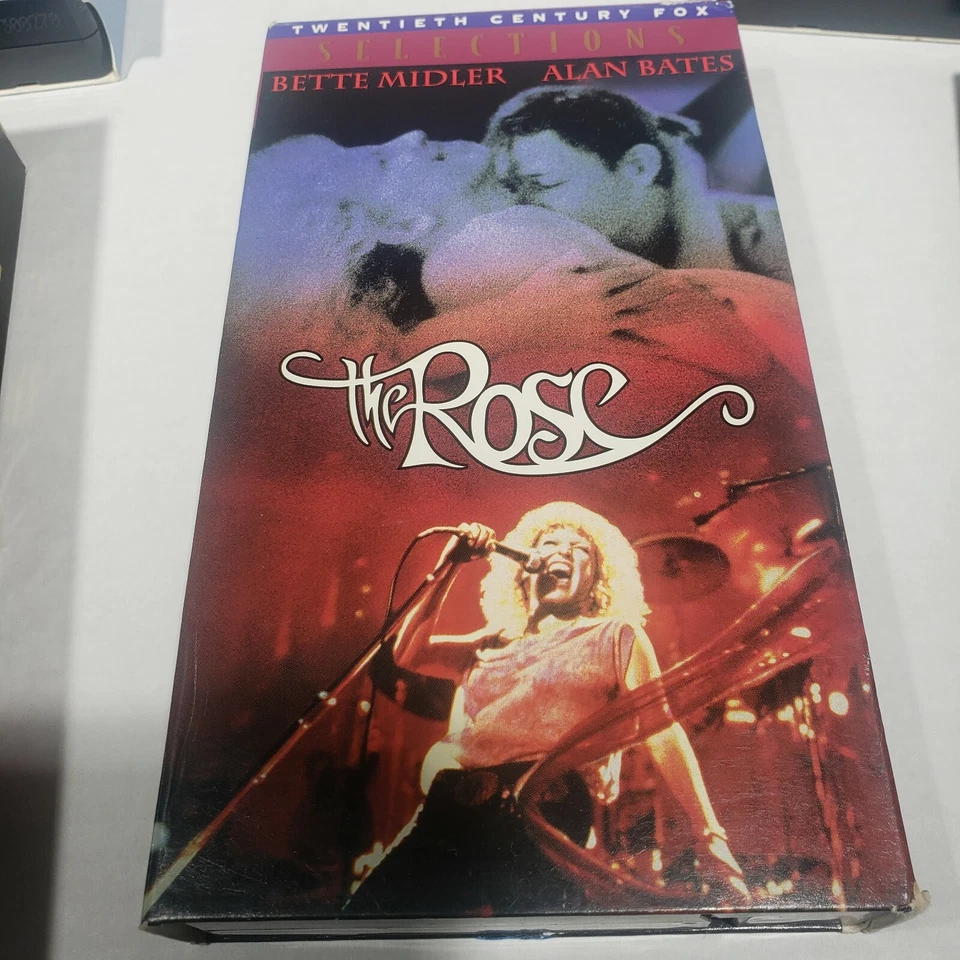 TWENTIETH CENTURY FOX
SELECTIONS
BETTE MIDLER ALAN BATES
the Rose